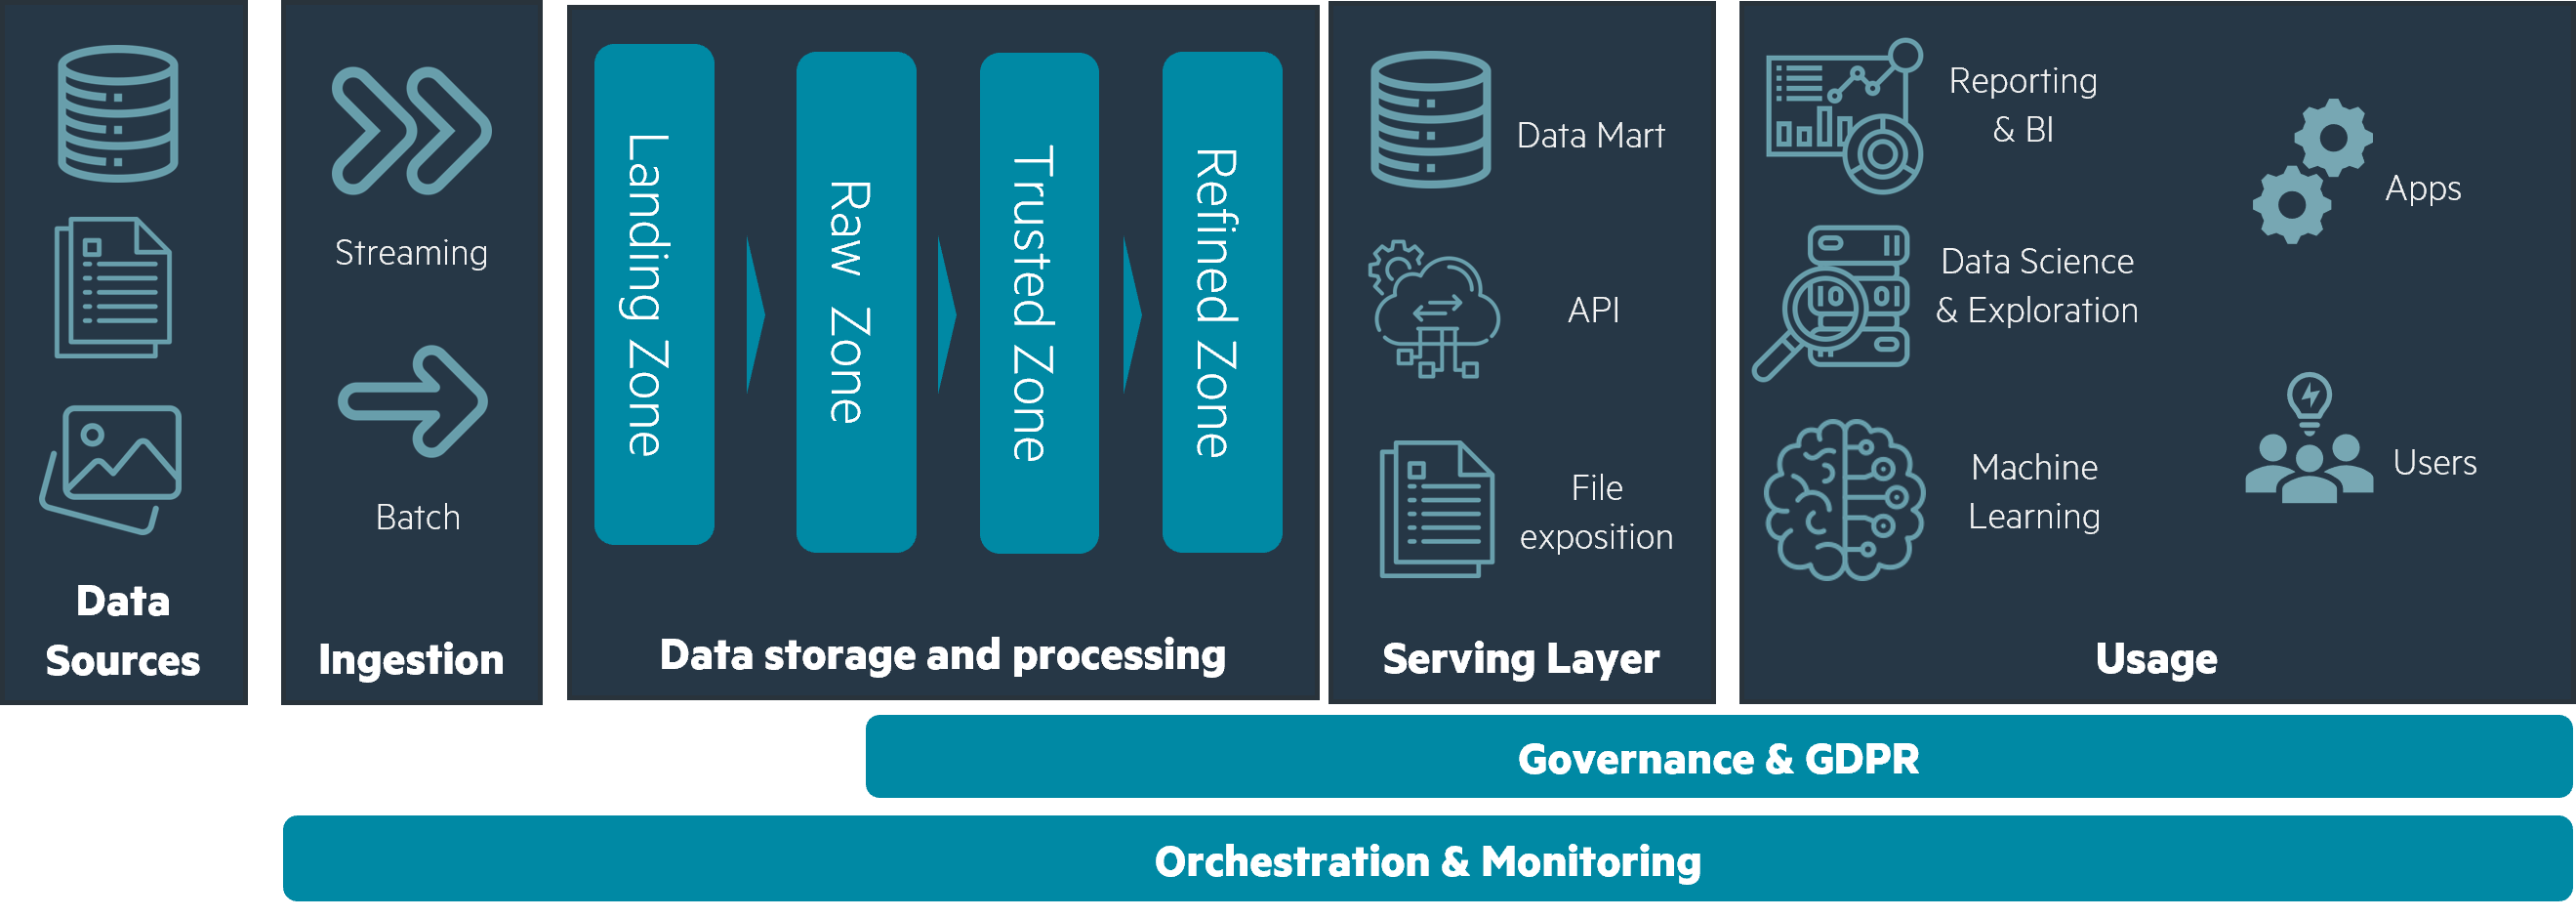 Data
Sources
Streaming
Batch
Ingestion
Landing Zone
Raw Zone
Trusted Zone
Refined Zone
Data storage and processing
Data Mart
API
File
exposition
Serving Layer
Reporting
& BI
Data Science
& Exploration
Machine
Learning
Apps
Users
Usage
Governance & GDPR
Orchestration & Monitoring